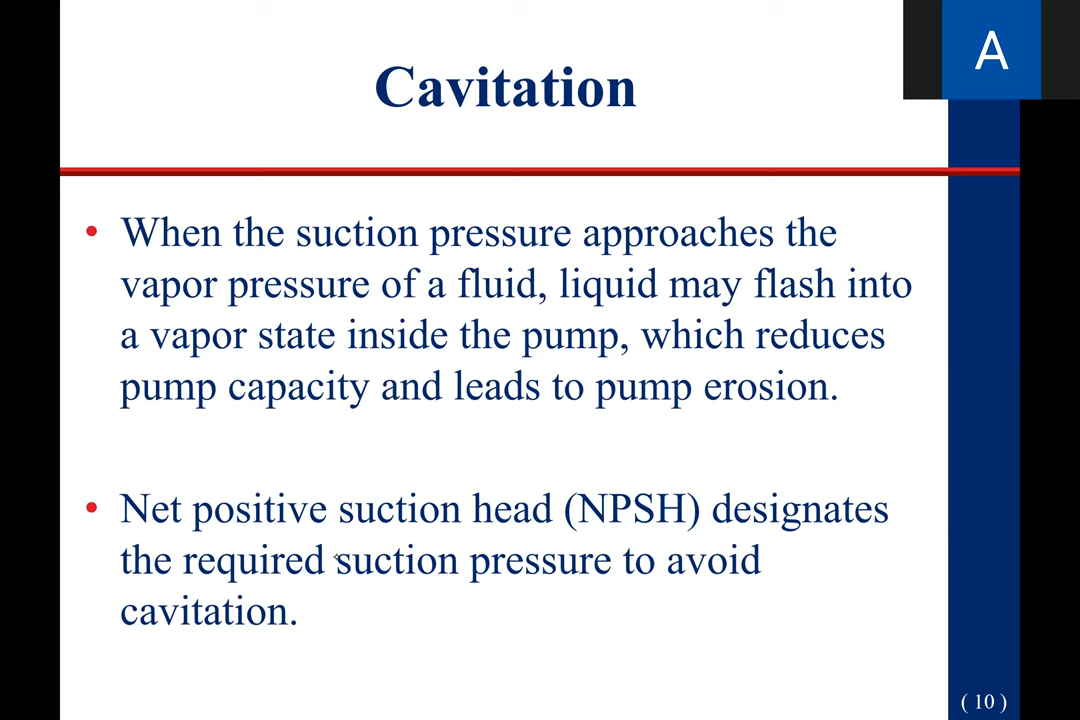 A
Cavitation
• When the suction pressure approaches the
vapor pressure of a fluid, liquid may flash into
a vapor state inside the pump, which reduces
pump capacity and leads to pump erosion.
• Net positive suction head (NPSH) designates
the required suction pressure to avoid
cavitation.
( 10 )